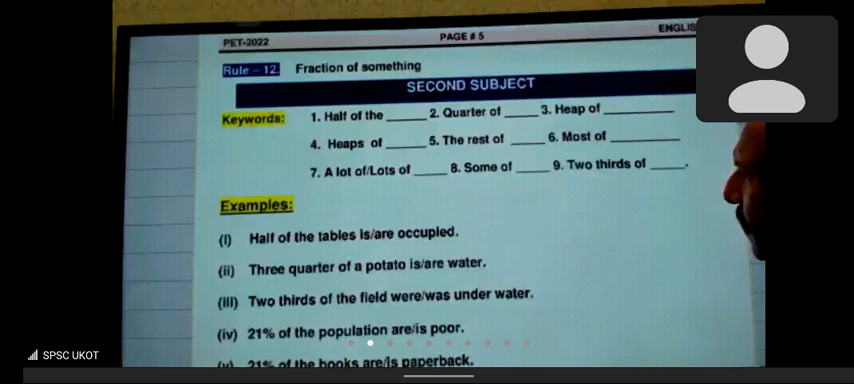 PET-2022 PAGE # 5 ENGLIS
Rule – 12. Fraction of something
SECOND SUBJECT
Keywords: 1. Half of the ______ 2. Quarter of _____ 3. Heap of __________
4. Heaps of ______ 5. The rest of _____ 6. Most of __________
7. A lot of/Lots of _____ 8. Some of _____ 9. Two thirds of _____.
Examples:
(i) Half of the tables is/are occupied.
(ii) Three quarter of a potato is/are water.
(iii) Two thirds of the field were/was under water.
(iv) 21% of the population are/is poor.
SPSC UKOT
(v) 21% of the books are/is paperback.